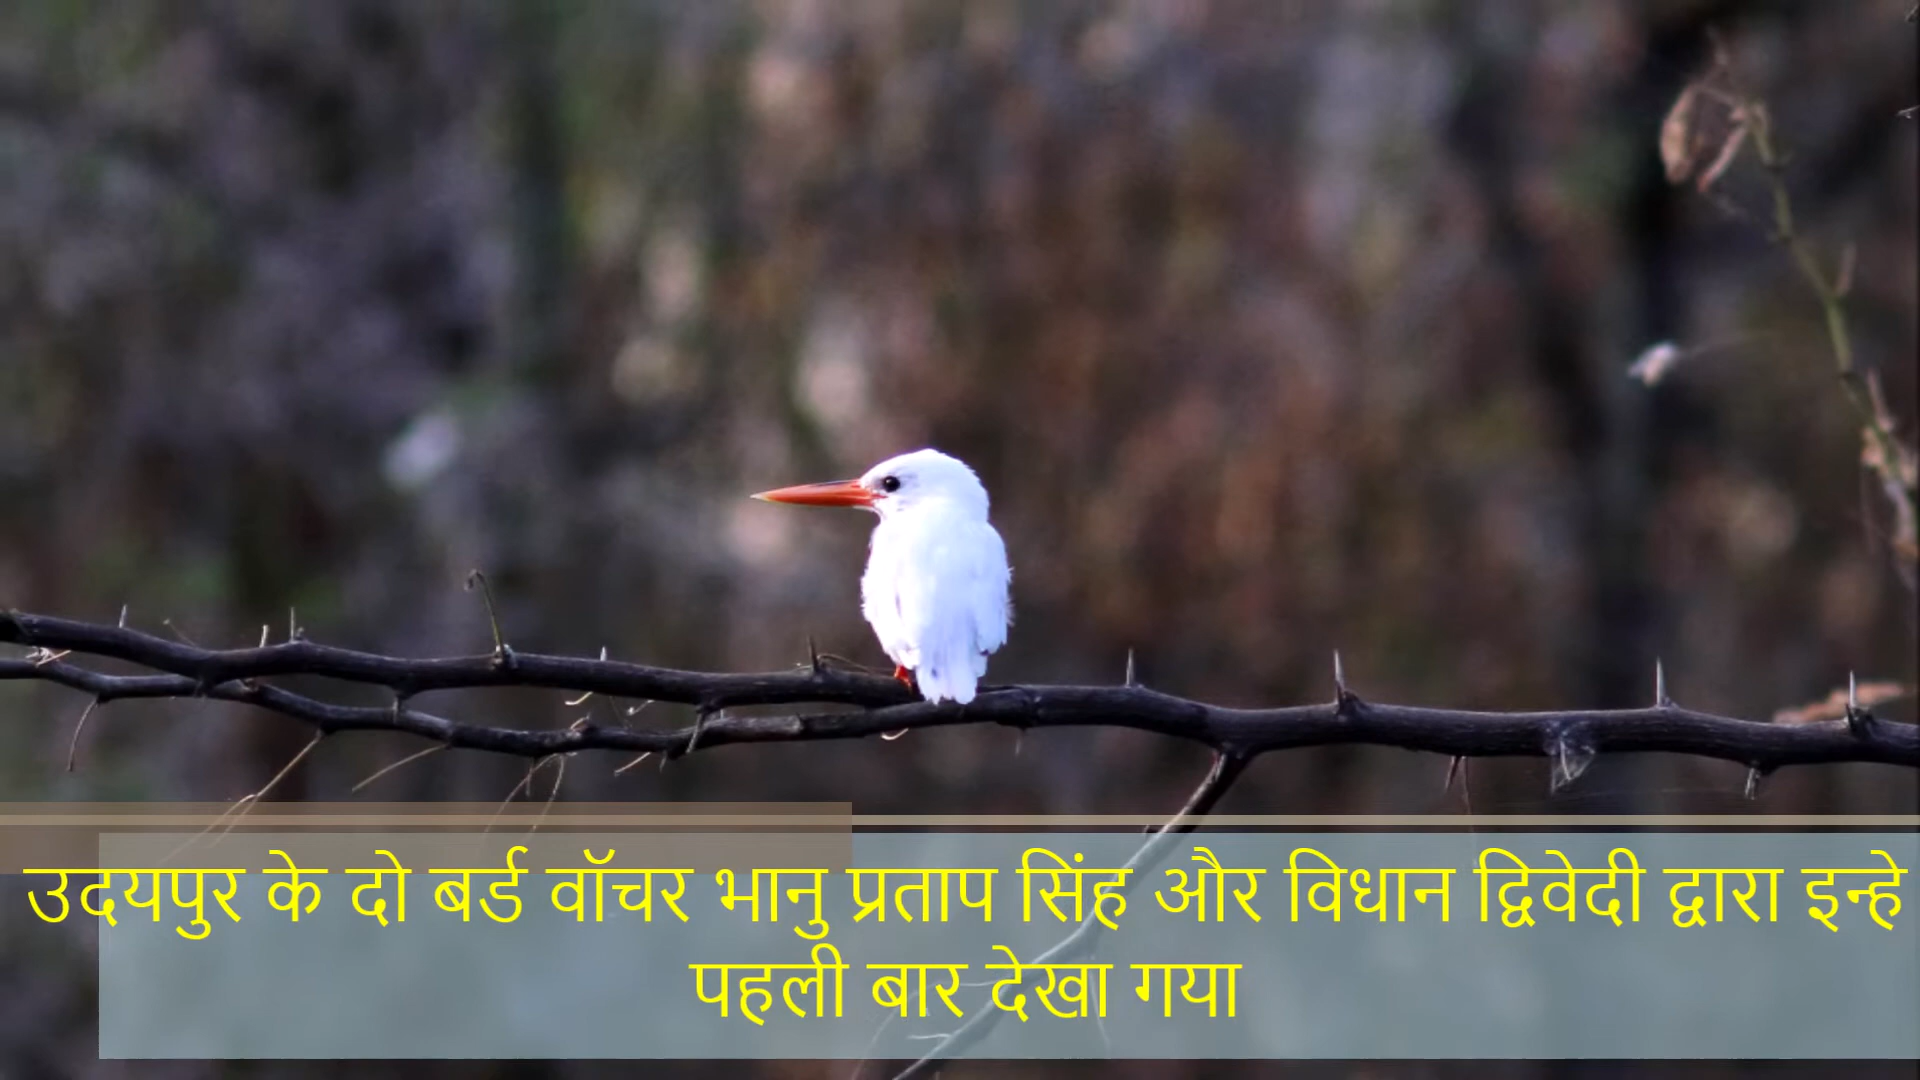 उदयपुर के दो बर्ड वॉचर भानु प्रताप सिंह और विधान द्विवेदी द्वारा इन्हे
पहली बार देखा गया